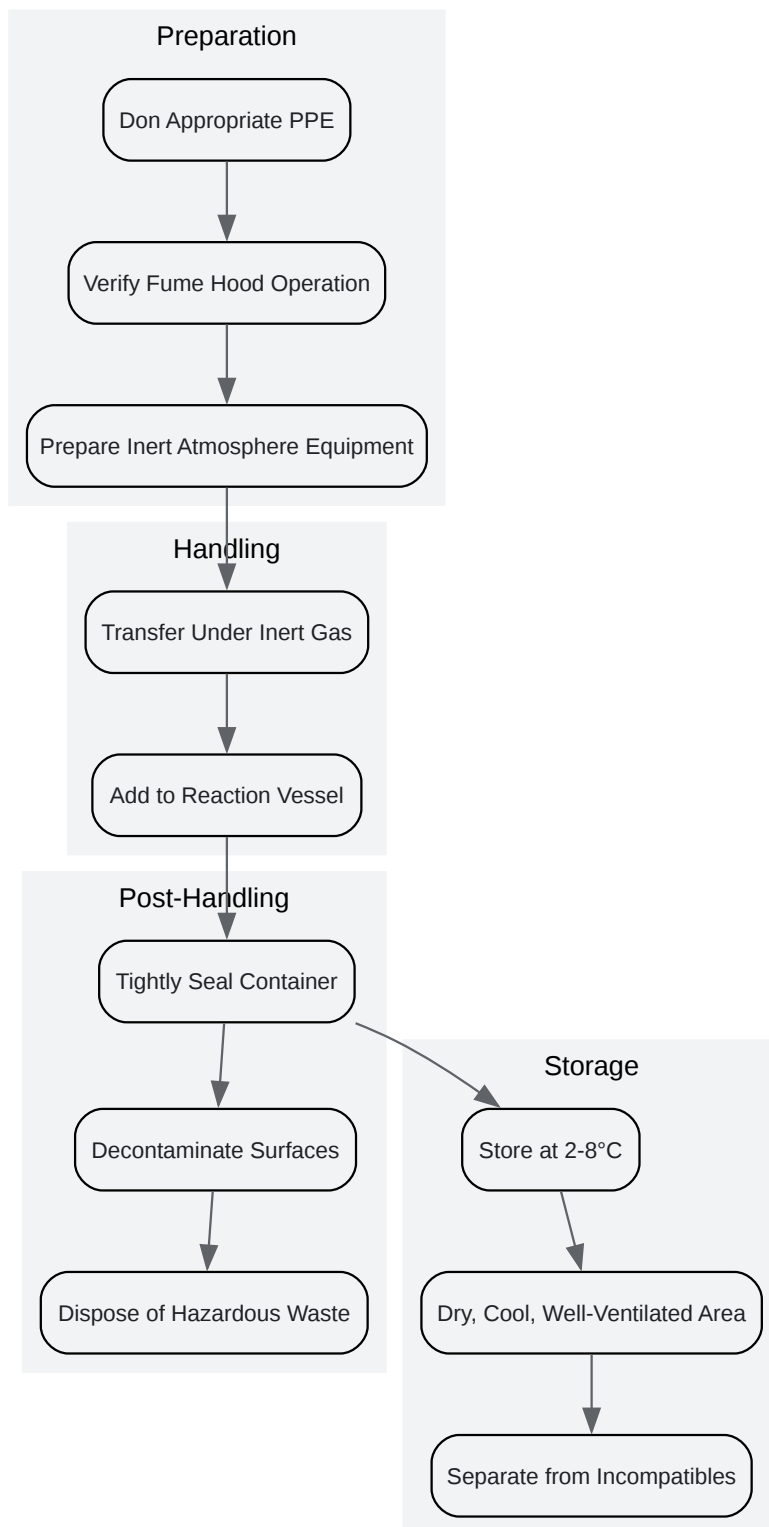 Preparation
Don Appropriate PPE
Verify Fume Hood Operation
Prepare Inert Atmosphere Equipment
Handling
Transfer Under Inert Gas
Add to Reaction Vessel
Post-Handling
Tightly Seal Container
Decontaminate Surfaces
Dispose of Hazardous Waste
Storage
Store at 2-8°C
Dry, Cool, Well-Ventilated Area
Separate from Incompatibles